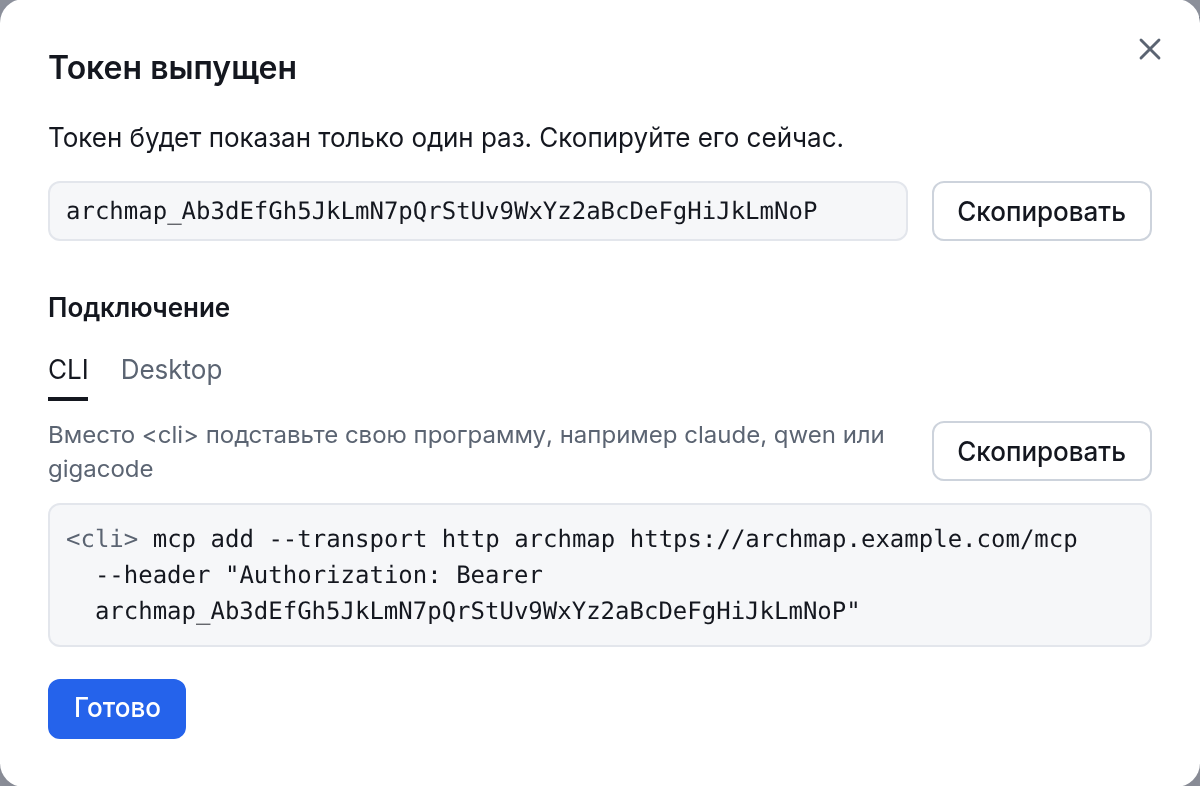 Токен выпущен
Токен будет показан только один раз. Скопируйте его сейчас.
archmap_Ab3dEfGh5JkLmN7pQrStUv9WxYz2aBcDeFgHiJkLmNoP
Скопировать
Подключение
CLI Desktop
Вместо <cli> подставьте свою программу, например claude, qwen или
gigacode
Скопировать
<cli> mcp add --transport http archmap https://archmap.example.com/mcp
--header "Authorization: Bearer
archmap_Ab3dEfGh5JkLmN7pQrStUv9WxYz2aBcDeFgHiJkLmNoP"
Готово